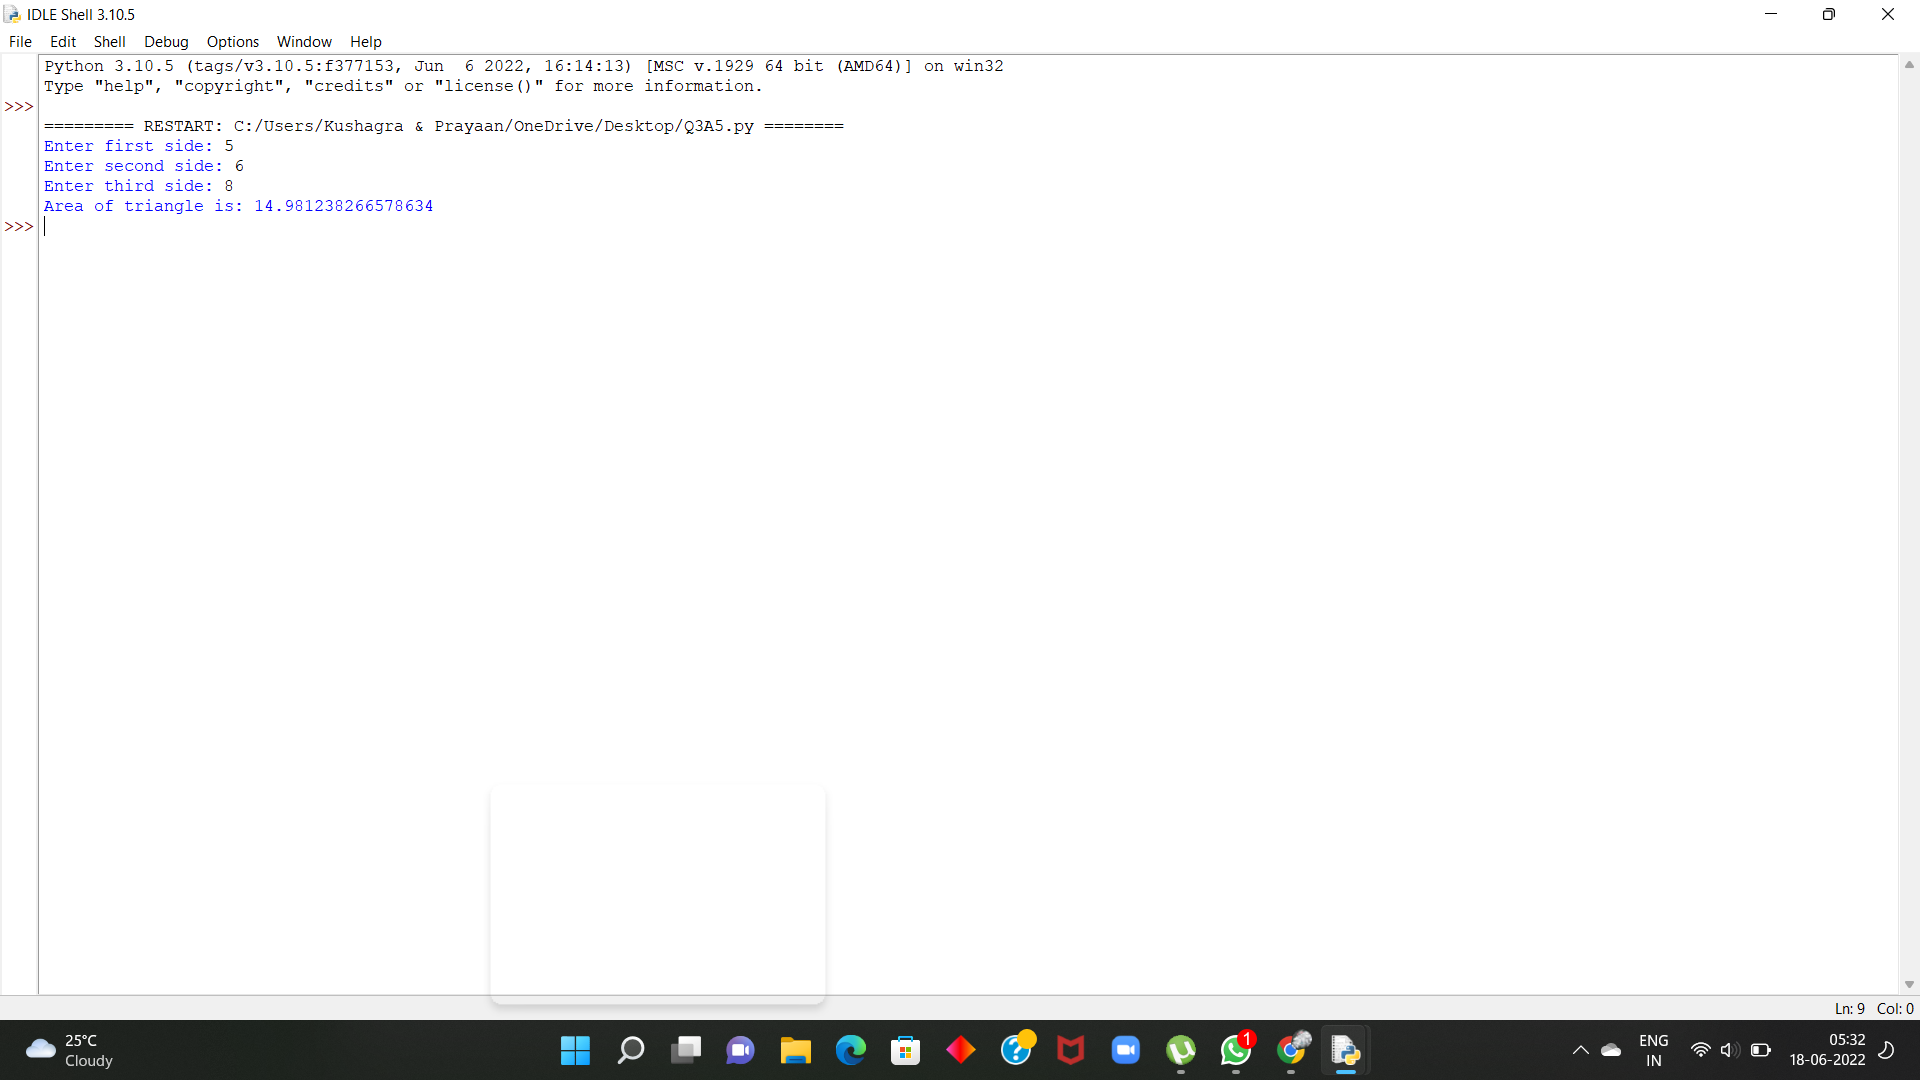 IDLE Shell 3.10.5
File Edit Shell Debug Options Window Help
Python 3.10.5 (tags/v3.10.5:f377153, Jun  6 2022, 16:14:13) [MSC v.1929 64 bit (AMD64)] on win32
Type "help", "copyright", "credits" or "license()" for more information.
>>>
========= RESTART: C:/Users/Kushagra & Prayaan/OneDrive/Desktop/Q3A5.py ========
Enter first side: 5
Enter second side: 6
Enter third side: 8
Area of triangle is: 14.981238266578634
>>>
Ln: 9 Col: 0
25°C
Cloudy
1
ENG
IN
05:32
18-06-2022